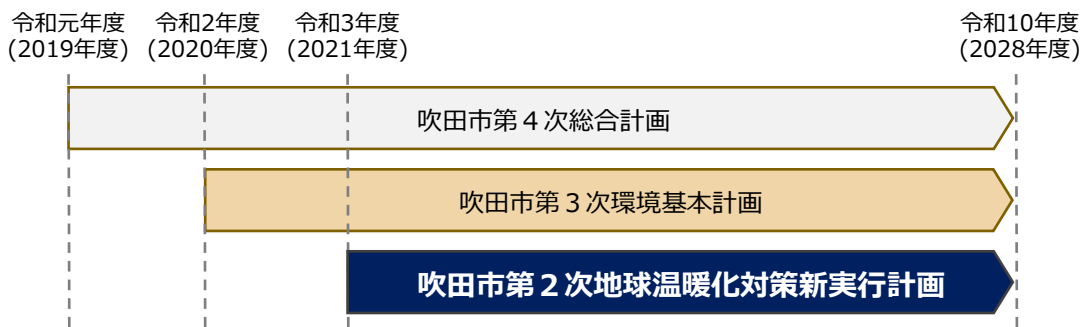 令和元年度
(2019年度)
令和2年度
(2020年度)
令和3年度
(2021年度)
令和10年度
(2028年度)
吹田市第４次総合計画
吹田市第３次環境基本計画
吹田市第２次地球温暖化対策新実行計画